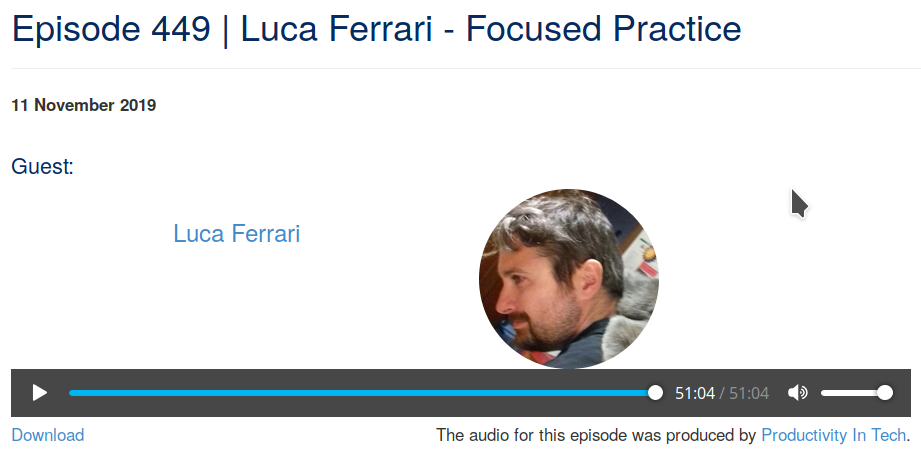 Episode 449 | Luca Ferrari - Focused Practice
11 November 2019
Guest:
Luca Ferrari
51:04 / 51:04
Download
The audio for this episode was produced by Productivity In Tech.